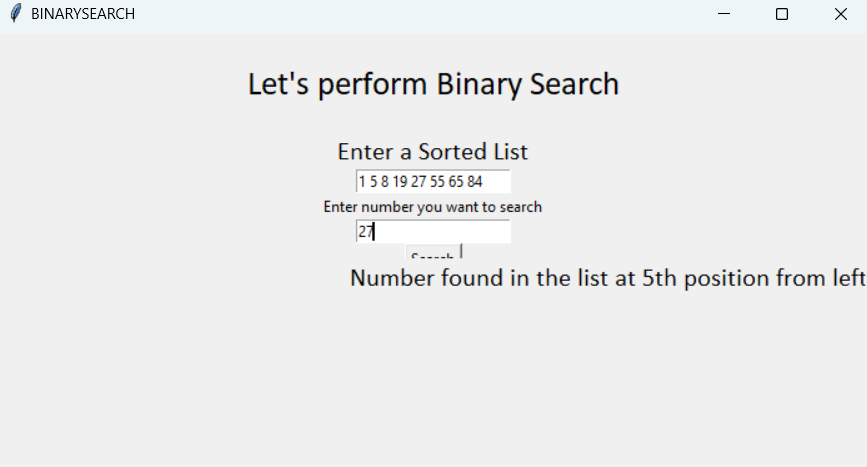 BINARYSEARCH
Let's perform Binary Search
Enter a Sorted List
1 5 8 19 27 55 65 84
Enter number you want to search
27
Search
Number found in the list at 5th position from left